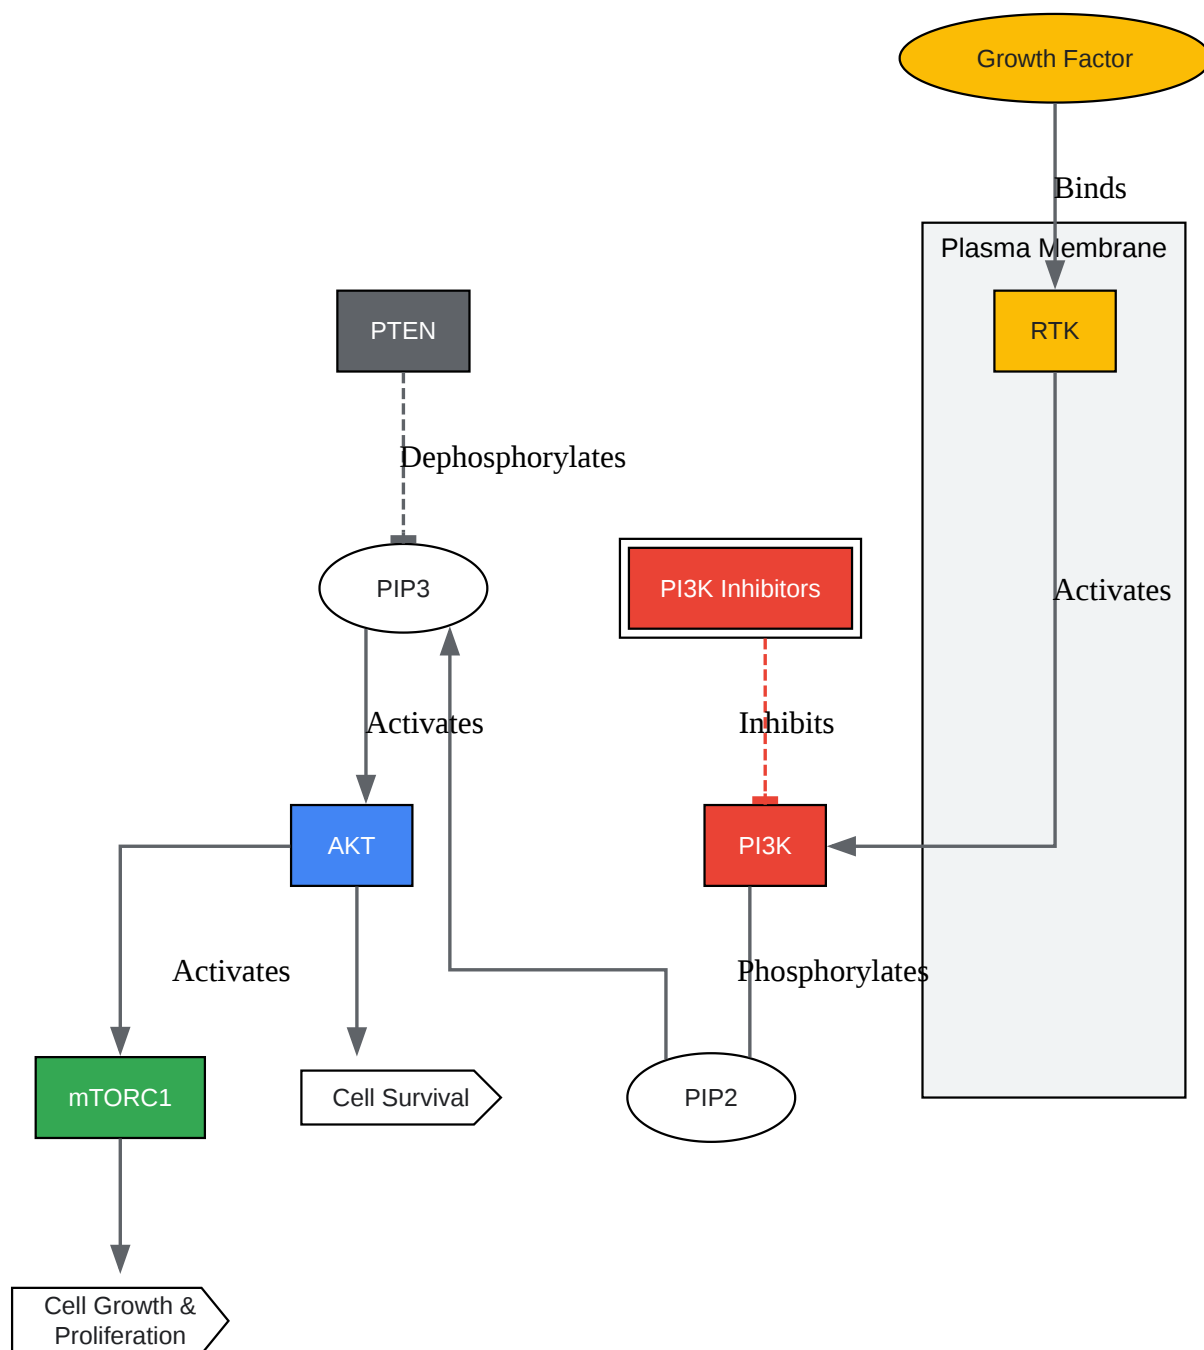 Growth Factor
Binds
Plasma Membrane
PTEN
RTK
Dephosphorylates
PIP3
PI3K Inhibitors
Activates
Activates
Inhibits
AKT
PI3K
Activates
Phosphorylates
mTORC1
Cell Survival
PIP2
Cell Growth &
Proliferation